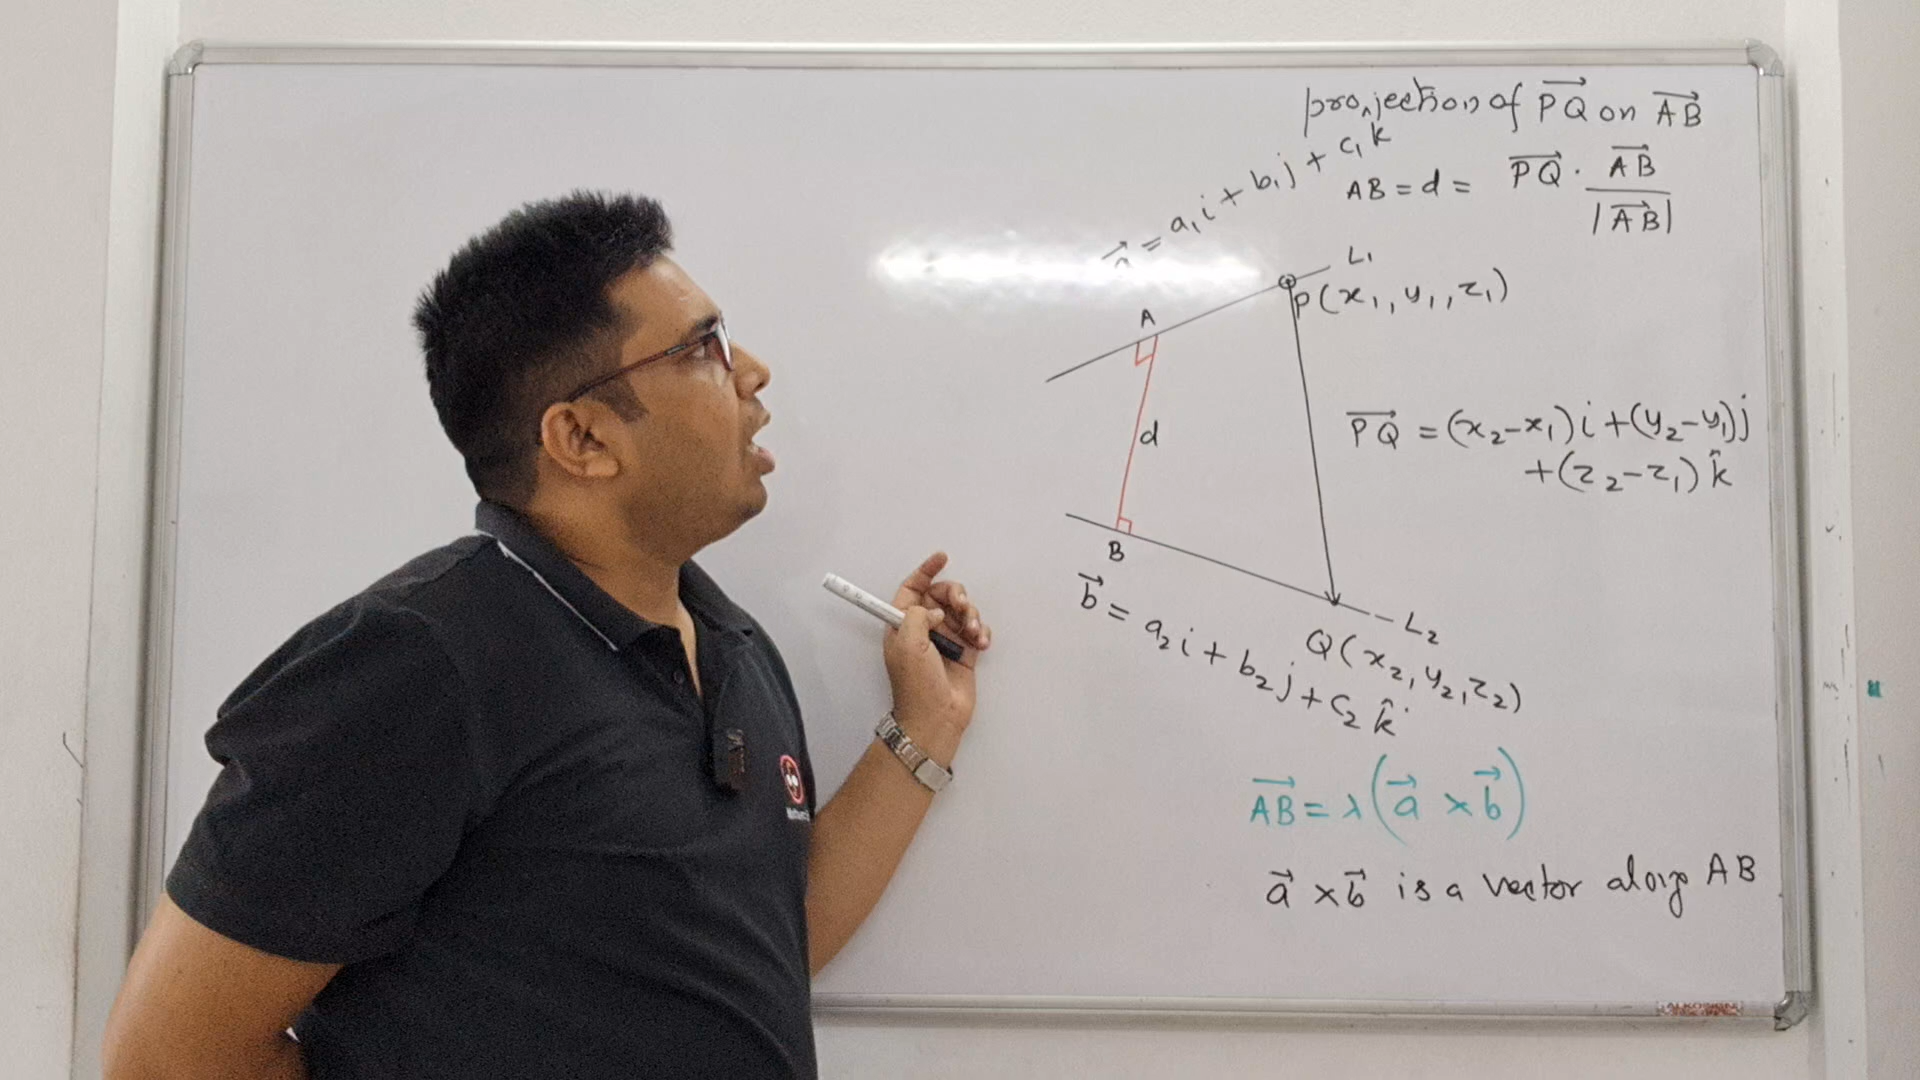 projection of PQ on AB
AB = d = PQ · AB / |AB|
a = a₁i + b₁j + c₁k
L₁
P(x₁, y₁, z₁)
A
d
PQ = (x₂-x₁)i + (y₂-y₁)j
+(z₂-z₁)k̂
B
L₂
Q(x₂, y₂, z₂)
b⃗ = a₂i + b₂j + c₂k̂
AB = λ(a⃗ × b⃗)
a⃗ × b⃗ is a vector along AB